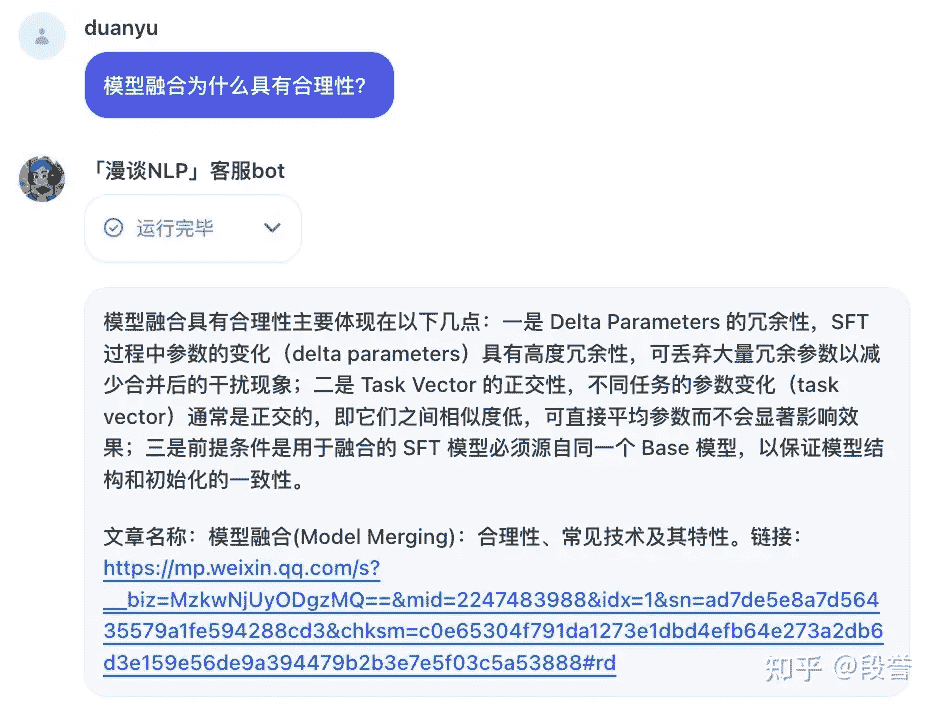 duanyu
模型融合为什么具有合理性？
「漫谈NLP」客服bot
运行完毕
模型融合具有合理性主要体现在以下几点：一是 Delta Parameters 的冗余性，SFT
过程中参数的变化（delta parameters）具有高度冗余性，可丢弃大量冗余参数以减
少合并后的干扰现象；二是 Task Vector 的正交性，不同任务的参数变化（task
vector）通常是正交的，即它们之间相似度低，可直接平均参数而不会显著影响效
果；三是前提条件是用于融合的 SFT 模型必须源自同一个 Base 模型，以保证模型结
构和初始化的一致性。
文章名称：模型融合(Model Merging)：合理性、常见技术及其特性。链接：
https://mp.weixin.qq.com/s?
__biz=MzkwNjUyODgzMQ==&mid=2247483988&idx=1&sn=ad7de5e8a7d564
35579a1fe594288cd3&chksm=c0e65304f791da1273e1dbd4efb64e273a2db6
d3e159e56de9a394479b2b3e7e5f03c5a53888#rd
知乎 @段誉